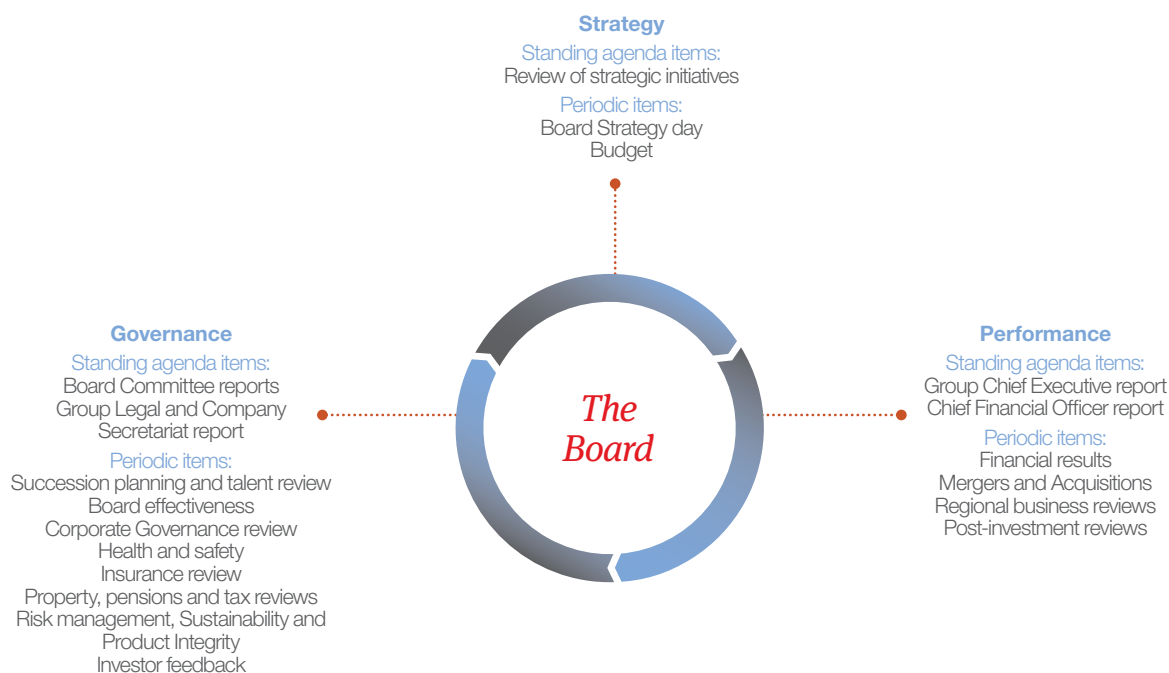 Strategy
Standing agenda items:
Review of strategic initiatives
Periodic items:
Board Strategy day
Budget
Governance
Standing agenda items:
Board Committee reports
Group Legal and Company
Secretariat report
Periodic items:
Succession planning and talent review
Board effectiveness
Corporate Governance review
Health and safety
Insurance review
Property, pensions and tax reviews
Risk management, Sustainability and
Product Integrity
Investor feedback
The
Board
Performance
Standing agenda items:
Group Chief Executive report
Chief Financial Officer report
Periodic items:
Financial results
Mergers and Acquisitions
Regional business reviews
Post-investment reviews